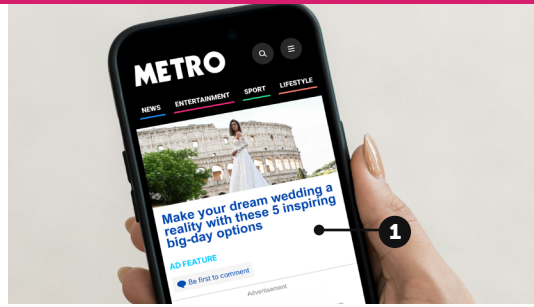 METRO
NEWS ENTERTAINMENT SPORT LIFESTYLE
Make your dream wedding a
reality with these 5 inspiring
big-day options
AD FEATURE
Be first to comment
Advertisement
1